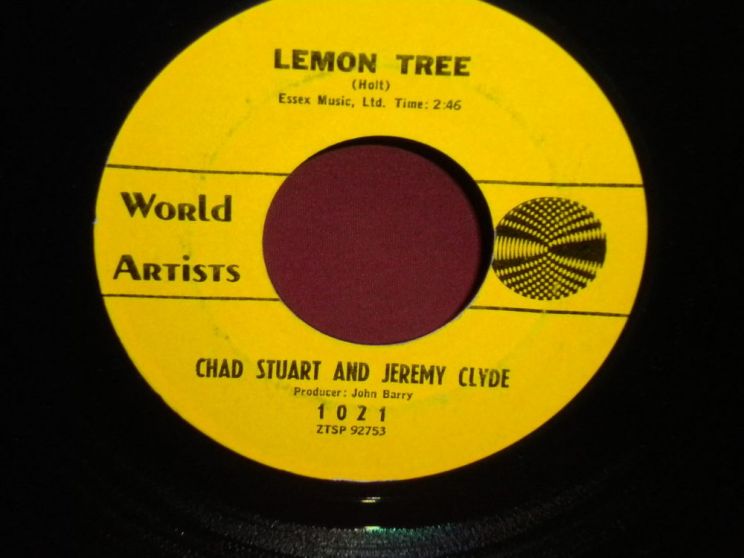 LEMON TREE
(Holt)
Essex Music, Ltd. Time: 2:46
World
Artists
CHAD STUART AND JEREMY CLYDE
Producer: John Barry
1021
ZTSP 92753